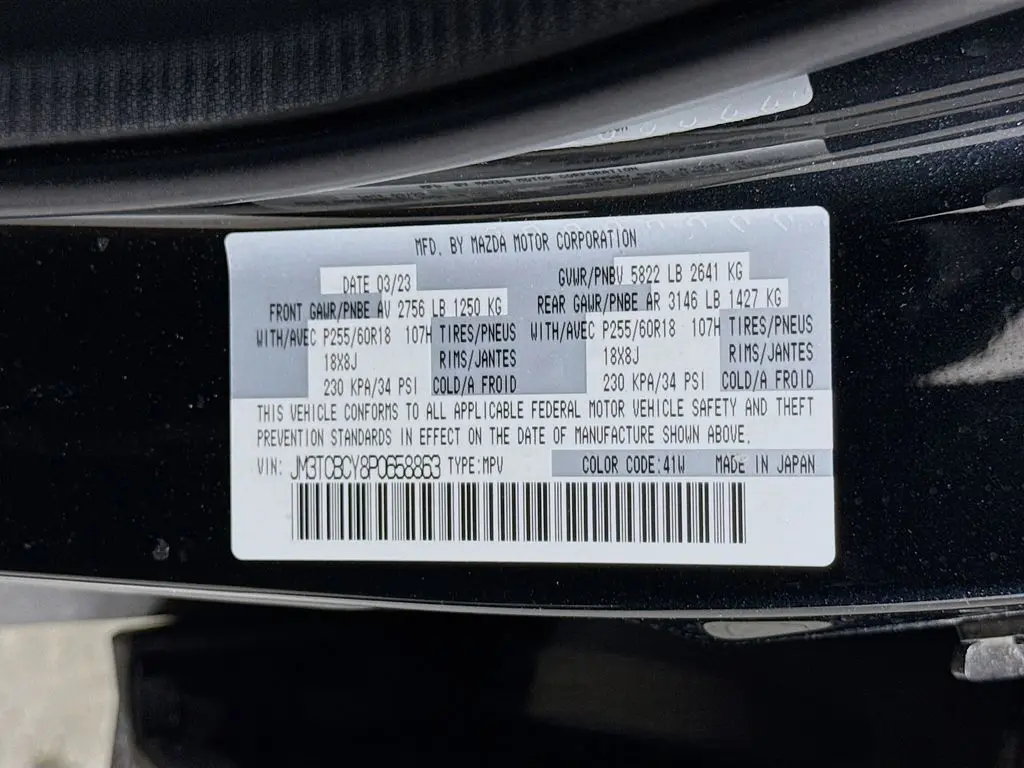 MFD. BY MAZDA MOTOR CORPORATION
DATE 03/23 GVWR/PNBV 5822 LB 2641 KG
FRONT GAWR/PNBE AV 2756 LB 1250 KG REAR GAWR/PNBE AR 3146 LB 1427 KG
WITH/AVEC P255/60R18 107H TIRES/PNEUS WITH/AVEC P255/60R18 107H TIRES/PNEUS
18X8J RIMS/JANTES 18X8J RIMS/JANTES
230 KPA/34 PSI COLD/A FROID 230 KPA/34 PSI COLD/A FROID
THIS VEHICLE CONFORMS TO ALL APPLICABLE FEDERAL MOTOR VEHICLE SAFETY AND THEFT
PREVENTION STANDARDS IN EFFECT ON THE DATE OF MANUFACTURE SHOWN ABOVE.
VIN: JM3TCBCY8P0658863 TYPE:MPV COLOR CODE:41W MADE IN JAPAN